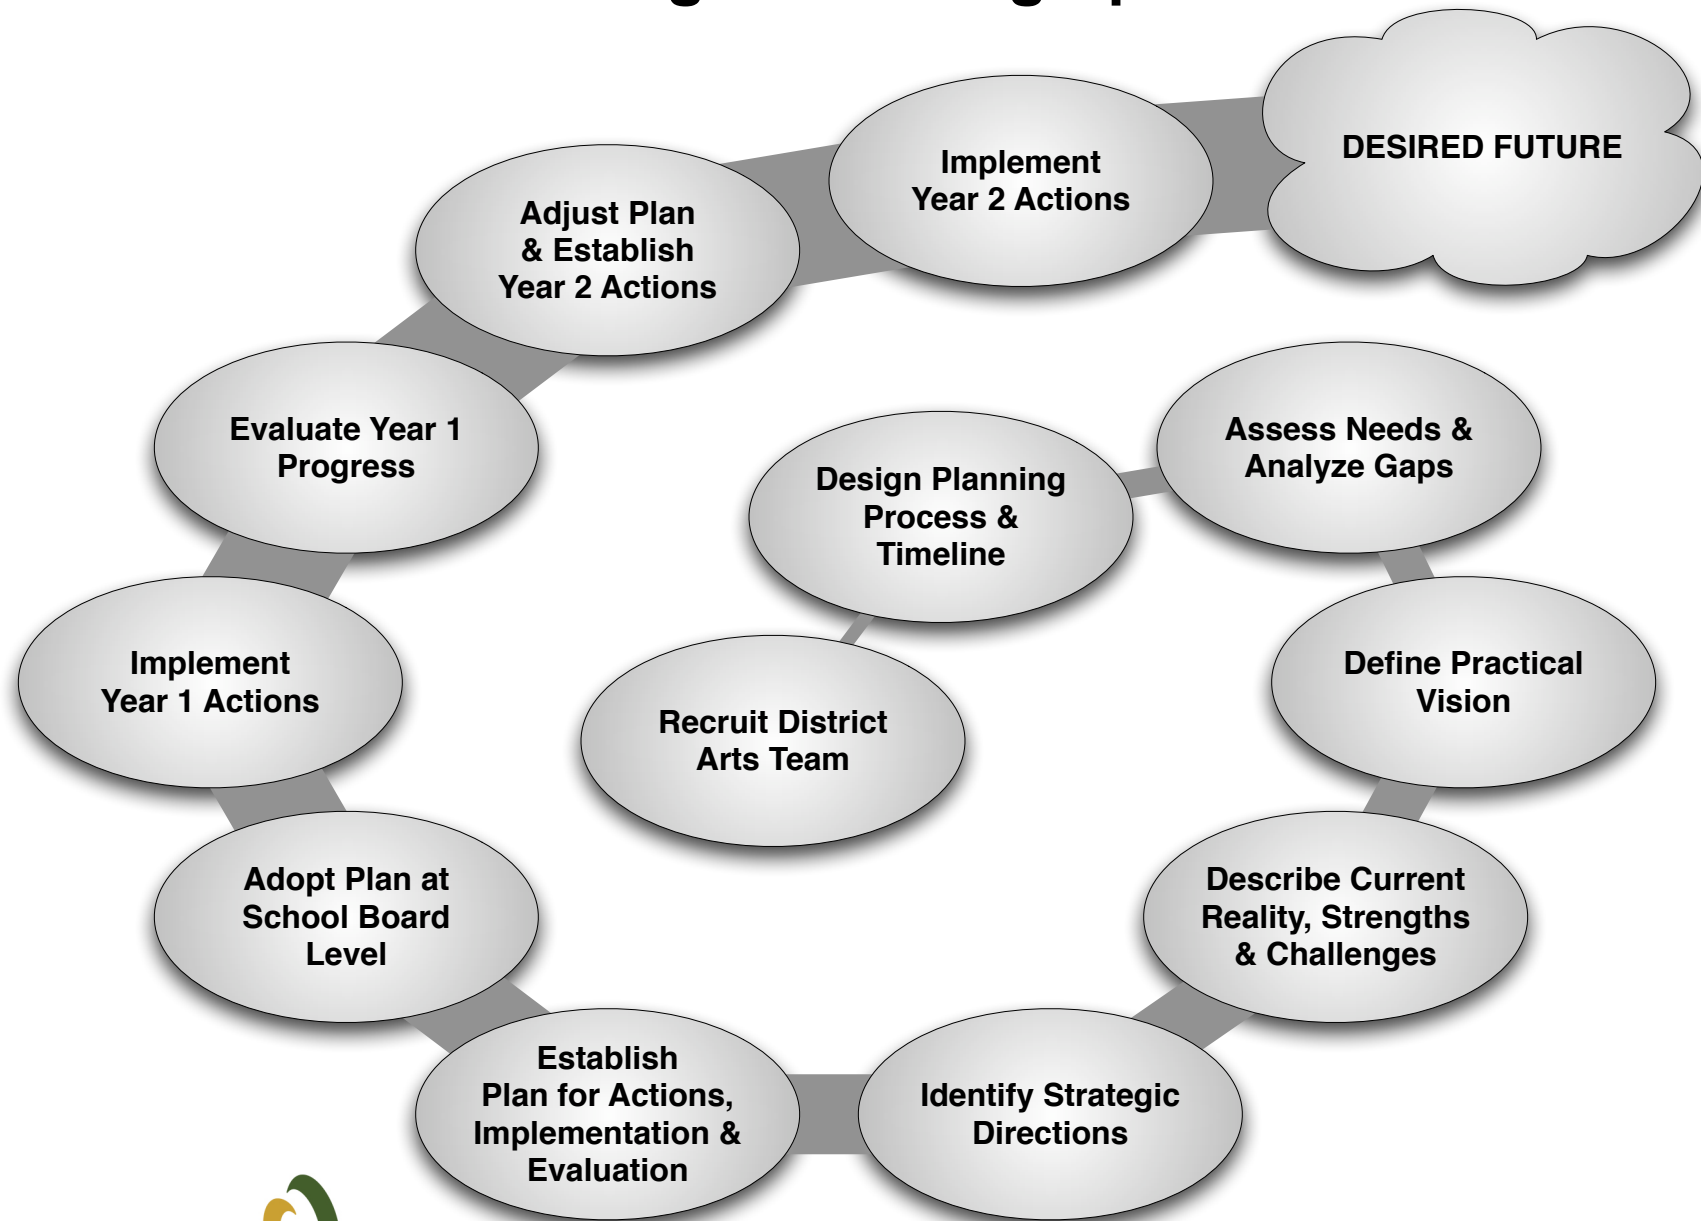 DESIRED FUTURE
Implement
Year 2 Actions
Adjust Plan
& Establish
Year 2 Actions
Evaluate Year 1
Progress
Assess Needs &
Analyze Gaps
Design Planning
Process &
Timeline
Implement
Year 1 Actions
Recruit District
Arts Team
Define Practical
Vision
Adopt Plan at
School Board
Level
Describe Current
Reality, Strengths
& Challenges
Establish
Plan for Actions,
Implementation &
Evaluation
Identify Strategic
Directions